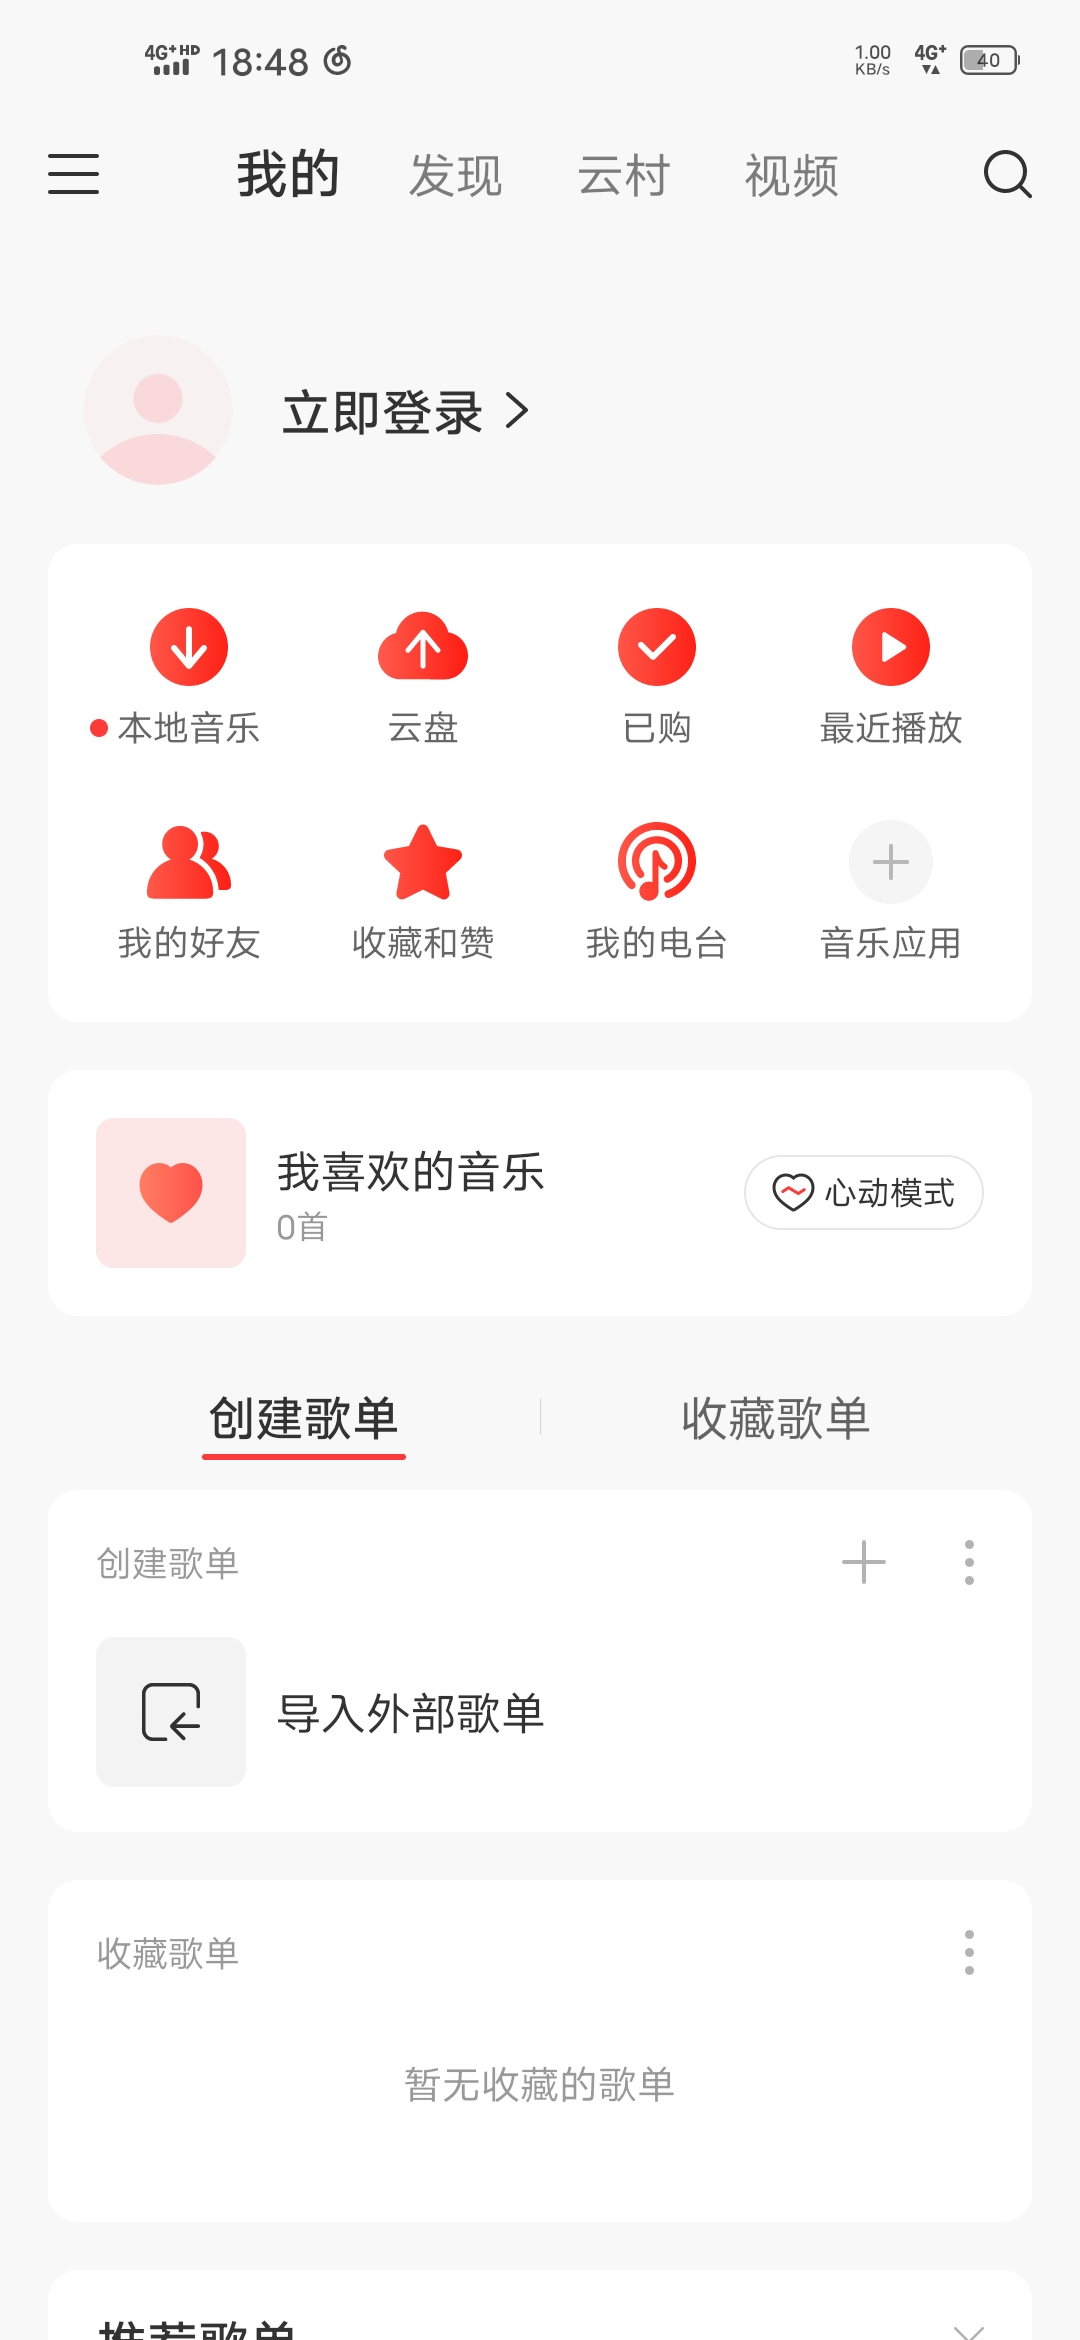 4G+ HD 18:48 1.00 KB/s 4G+ 40
我的 发现 云村 视频
立即登录
本地音乐 云盘 已购 最近播放
我的好友 收藏和赞 我的电台 音乐应用
我喜欢的音乐
0首
心动模式
创建歌单 收藏歌单
创建歌单
导入外部歌单
收藏歌单
暂无收藏的歌单
推荐歌单